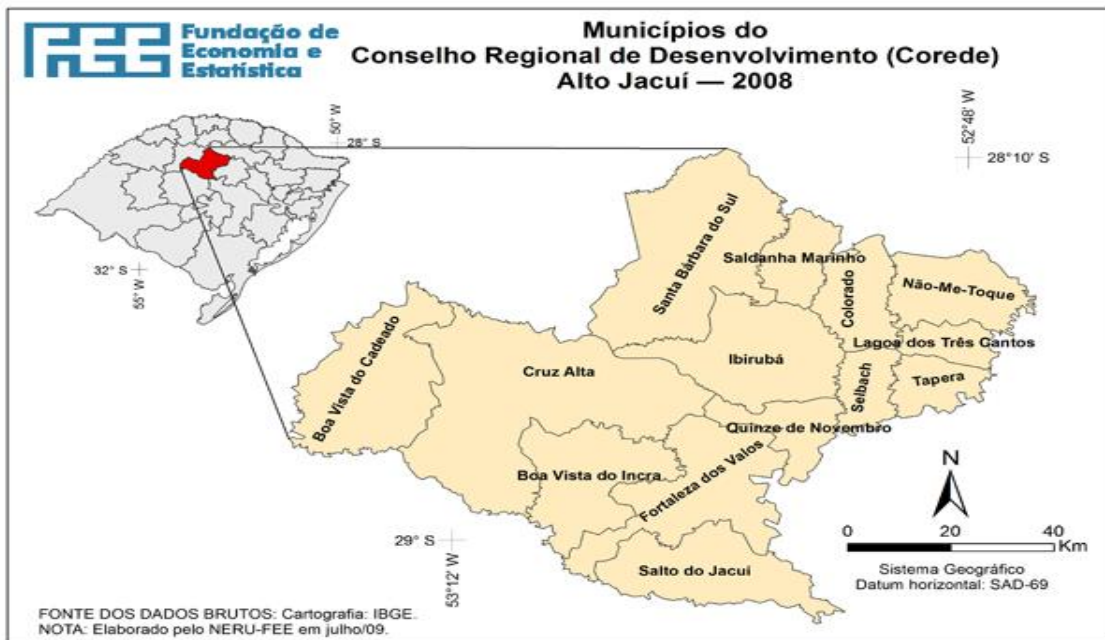 FEE
Fundação de
Economia e
Estatística
Municípios do
Conselho Regional de Desenvolvimento (Corede)
Alto Jacuí — 2008
50° W
28° S
32° S
55° W
52°48' W
28°10' S
Santa Bárbara do Sul
Saldanha Marinho
Colorado
Não-Me-Toque
Lagoa dos Três Cantos
Ibirubá
Selbach
Tapera
Boa Vista do Cadeado
Cruz Alta
Quinze de Novembro
Boa Vista do Incra
Fortaleza dos Valos
Salto do Jacuí
29° S
53°12' W
N
0 20 40
Km
Sistema Geográfico
Datum horizontal: SAD-69
FONTE DOS DADOS BRUTOS: Cartografia: IBGE.
NOTA: Elaborado pelo NERU-FEE em julho/09.